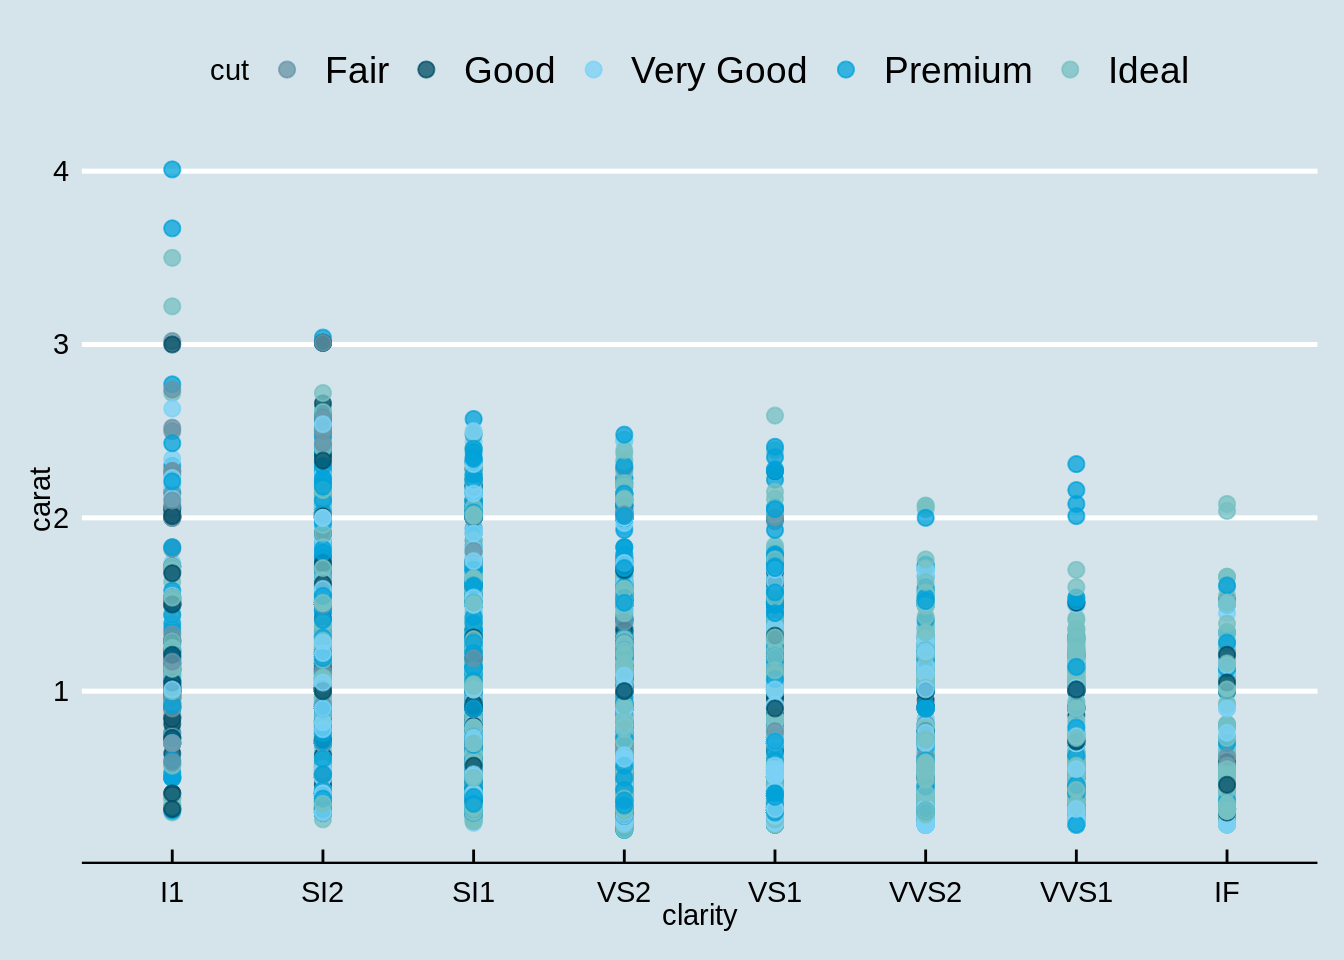 cut Fair Good Very Good Premium Ideal
4
3
2
1
carat
I1 SI2 SI1 VS2 VS1 VVS2 VVS1 IF
clarity